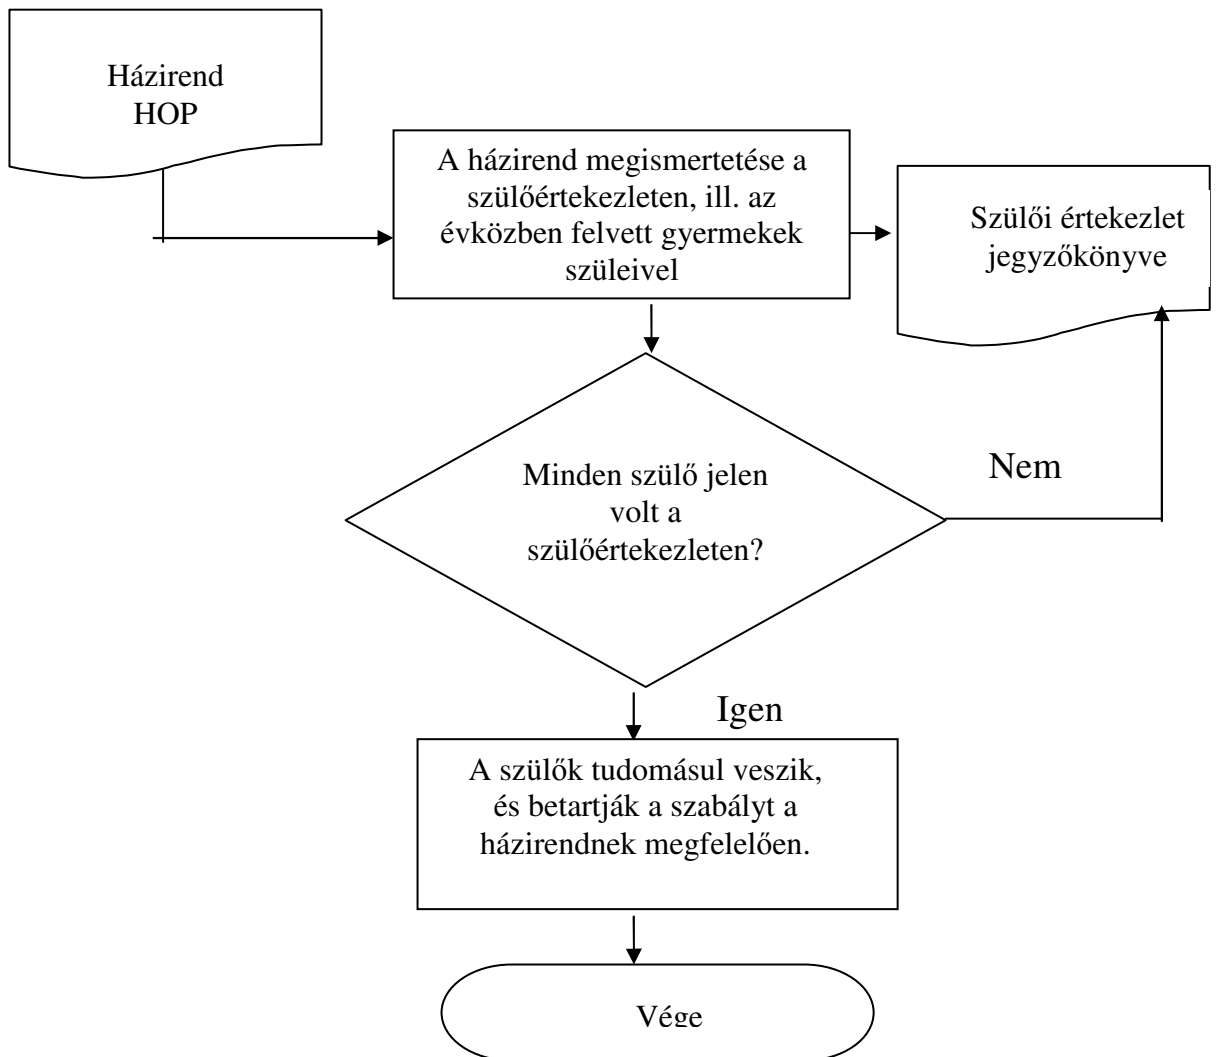 Házirend
HOP
A házirend megismertetése a
szülőértekezleten, ill. az
évközben felvett gyermekek
szüleivel
Szülői értekezlet
jegyzőkönyve
Minden szülő jelen
volt a
szülőértekezleten?
Nem
Igen
A szülők tudomásul veszik,
és betartják a szabályt a
házirendnek megfelelően.
Vége